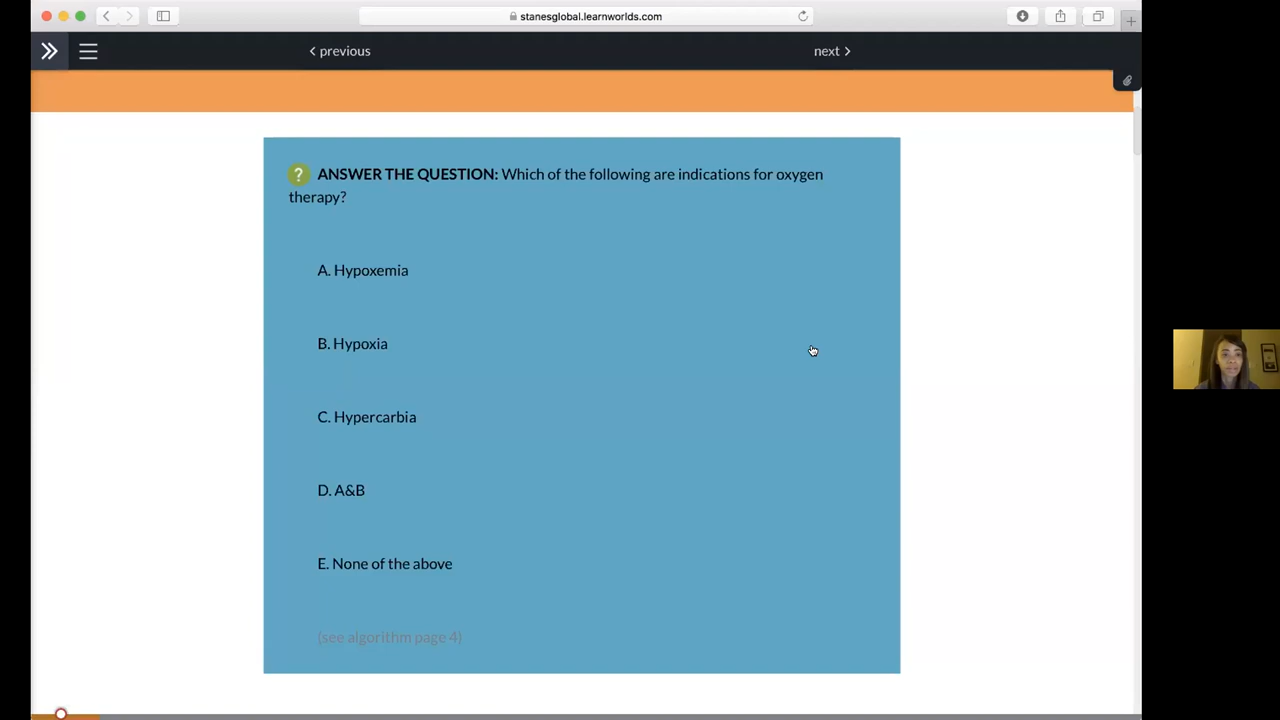 stanesglobal.learnworlds.com
previous
next
ANSWER THE QUESTION: Which of the following are indications for oxygen
therapy?
A. Hypoxemia
B. Hypoxia
C. Hypercarbia
D. A&B
E. None of the above
(see algorithm page 4)